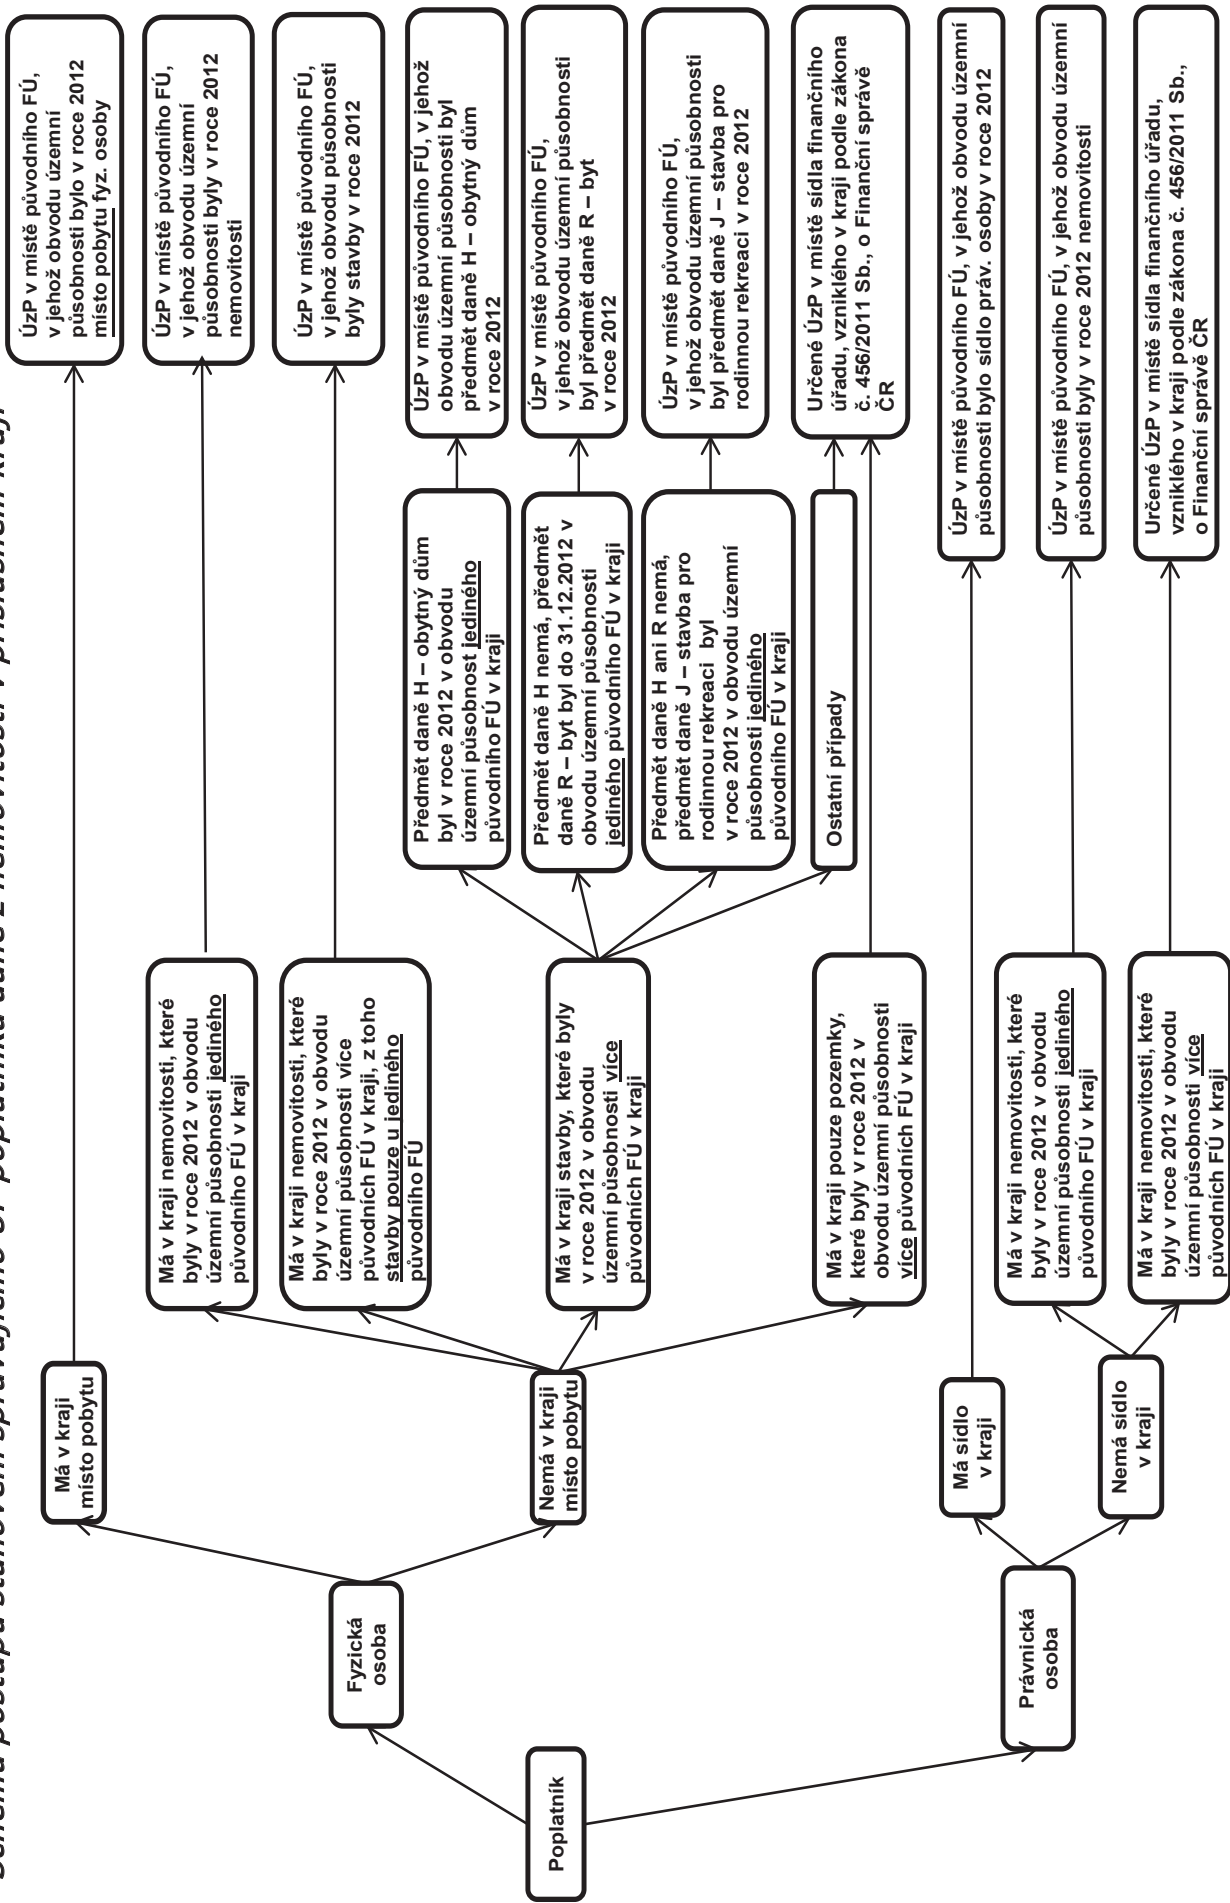 Schéma postupu stanovení spravujícího poplatníka daně z nemovitostí v příslušném kraji
Poplatník
Fyzická
osoba
Právnická
osoba
Má v kraji
místo pobytu
Nemá v kraji
místo pobytu
Má sídlo
v kraji
Nemá sídlo
v kraji
Má v kraji nemovitosti, které
byly v roce 2012 v obvodu
územní působnosti jediného
původního FÚ v kraji
Má v kraji nemovitosti, které
byly v roce 2012 v obvodu
územní působnosti více
původních FÚ v kraji, z toho
stavby pouze u jediného
původního FÚ
Má v kraji stavby, které byly
v roce 2012 v obvodu
územní působnosti více
původních FÚ v kraji
Má v kraji pouze pozemky,
které byly v roce 2012 v
obvodu územní působnosti
více původních FÚ v kraji
Má v kraji nemovitosti, které
byly v roce 2012 v obvodu
územní působnosti jediného
původního FÚ v kraji
Má v kraji nemovitosti, které
byly v roce 2012 v obvodu
územní působnosti více
původních FÚ v kraji
Předmět daně H – obytný dům
byl v roce 2012 v obvodu
územní působnost jediného
původního FÚ v kraji
Předmět daně H nemá, předmět
daně R – byt byl do 31.12.2012 v
obvodu územní působnosti
jediného původního FÚ v kraji
Předmět daně H ani R nemá,
předmět daně J – stavba pro
rodinnou rekreaci byl
v roce 2012 v obvodu územní
působnosti jediného
původního FÚ v kraji
Ostatní případy
ÚzP v místě původního FÚ,
v jehož obvodu územní
působnosti bylo v roce 2012
místo pobytu fyz. osoby
ÚzP v místě původního FÚ,
v jehož obvodu územní
působnosti byly v roce 2012
nemovitosti
ÚzP v místě původního FÚ,
v jehož obvodu působnosti
byly stavby v roce 2012
ÚzP v místě původního FÚ, v jehož
obvodu územní působnosti byl
předmět daně H – obytný dům
v roce 2012
ÚzP v místě původního FÚ,
v jehož obvodu územní působnosti
byl předmět daně R – byt
v roce 2012
ÚzP v místě původního FÚ,
v jehož obvodu územní působnosti
byl předmět daně J – stavba pro
rodinnou rekreaci v roce 2012
Určené ÚzP v místě sídla finančního
úřadu, vzniklého v kraji podle zákona
č. 456/2011 Sb., o Finanční správě
ČR
ÚzP v místě původního FÚ, v jehož obvodu územní
působnosti bylo sídlo práv. osoby v roce 2012
ÚzP v místě původního FÚ, v jehož obvodu územní
působnosti byly v roce 2012 nemovitosti
Určené ÚzP v místě sídla finančního úřadu,
vzniklého v kraji podle zákona č. 456/2011 Sb.,
o Finanční správě ČR